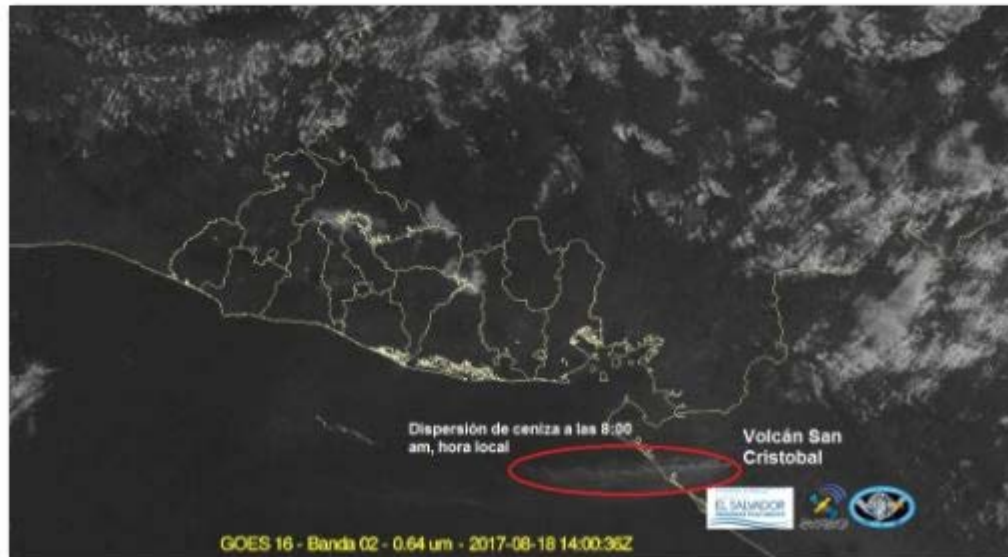 Dispersión de ceniza a las 8:00
am, hora local
Volcán San
Cristobal
EL SALVADOR
GOES 16 - Banda 02 - 0.64 um - 2017-08-18 14:00:36Z